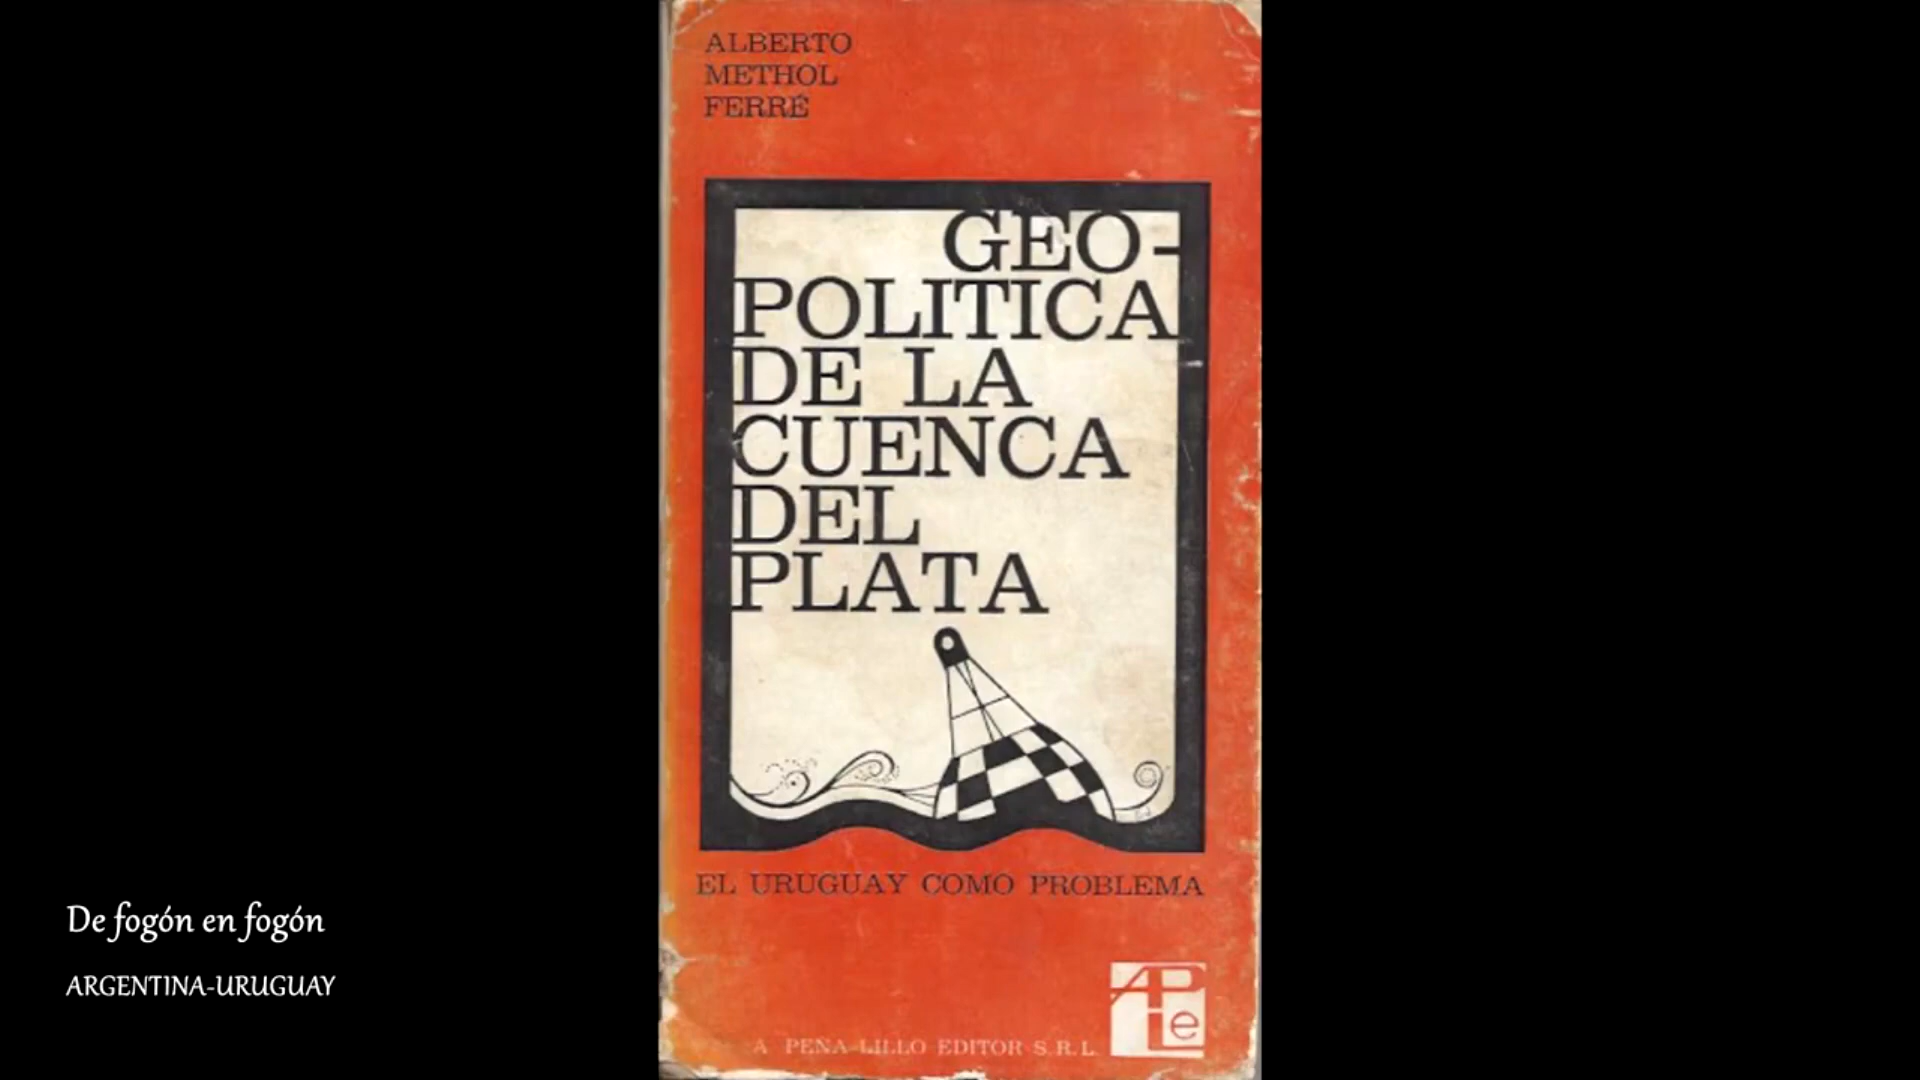 ALBERTO
METHOL
FERRÉ
GEO-
POLITICA
DE LA
CUENCA
DEL
PLATA
EL URUGUAY COMO PROBLEMA
A PEÑA-LILLO EDITOR S.R.L.
APLe
De fogón en fogón
ARGENTINA-URUGUAY